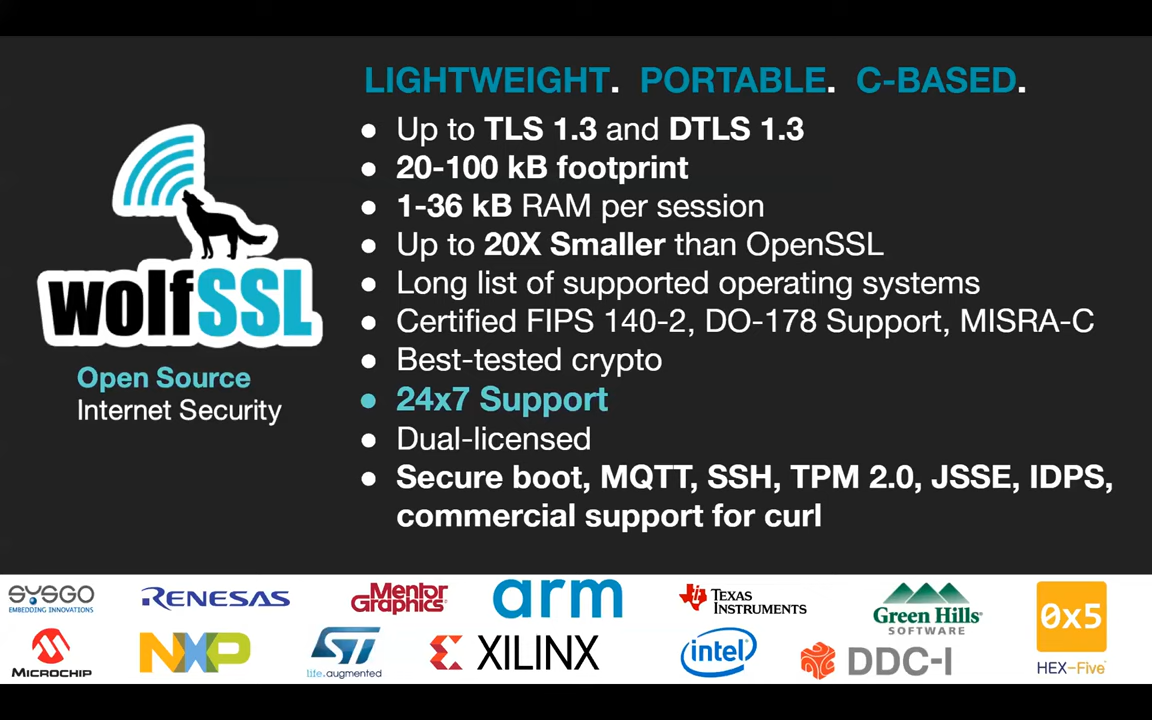 LIGHTWEIGHT. PORTABLE. C-BASED.
● Up to TLS 1.3 and DTLS 1.3
● 20-100 kB footprint
● 1-36 kB RAM per session
● Up to 20X Smaller than OpenSSL
● Long list of supported operating systems
● Certified FIPS 140-2, DO-178 Support, MISRA-C
● Best-tested crypto
● 24x7 Support
● Dual-licensed
● Secure boot, MQTT, SSH, TPM 2.0, JSSE, IDPS,
commercial support for curl
wolfSSL
Open Source
Internet Security
SYSGO
EMBEDDING INNOVATIONS
RENESAS
Mentor
Graphics
arm
TEXAS
INSTRUMENTS
Green Hills
SOFTWARE
0x5
HEX-Five
MICROCHIP
NXP
ST
life.augmented
XILINX
intel
DDC-I